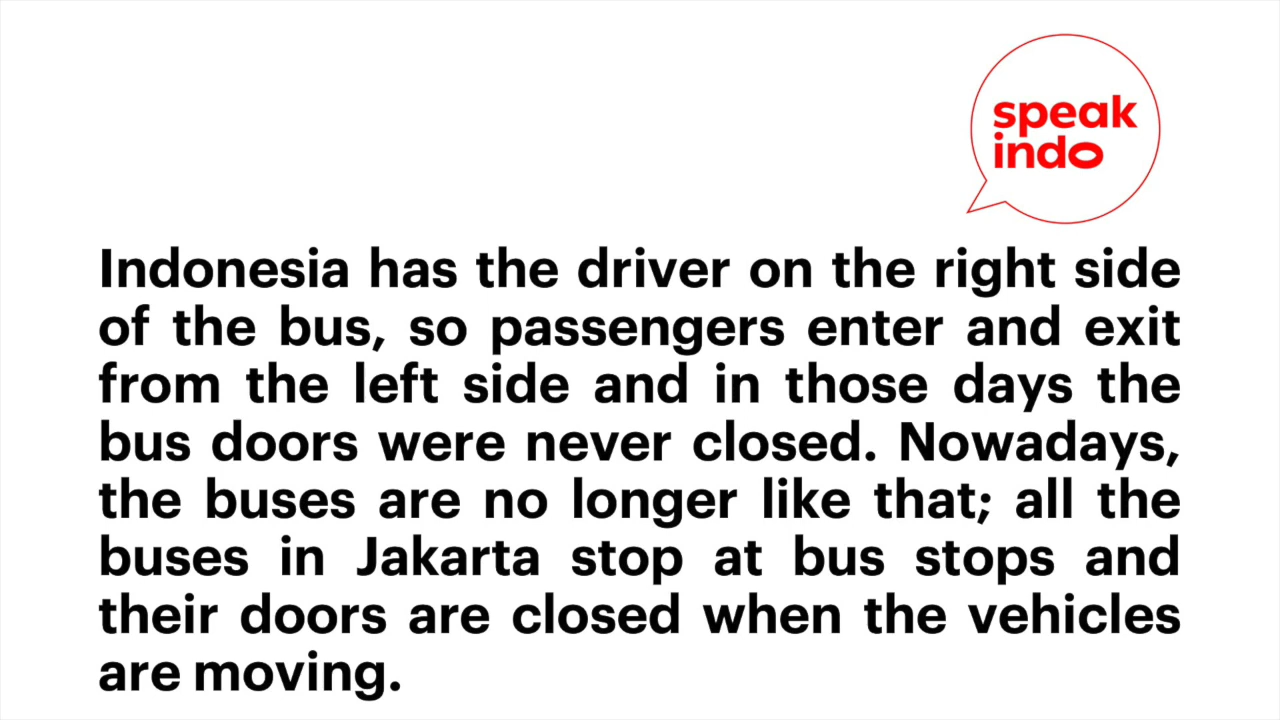 speak
indo
Indonesia has the driver on the right side
of the bus, so passengers enter and exit
from the left side and in those days the
bus doors were never closed. Nowadays,
the buses are no longer like that; all the
buses in Jakarta stop at bus stops and
their doors are closed when the vehicles
are moving.